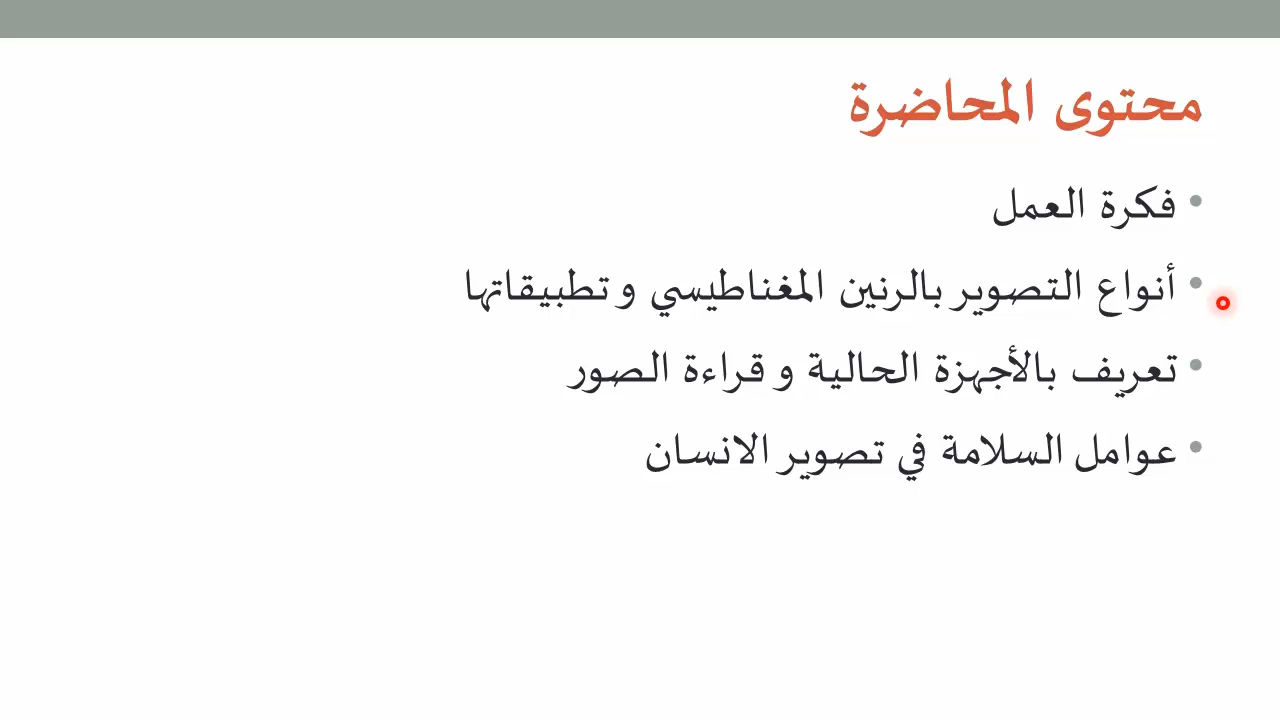 محتوى المحاضرة
• فكرة العمل
• أنواع التصوير بالرنين المغناطيسي و تطبيقاتها
• تعريف بالأجهزة الحالية و قراءة الصور
• عوامل السلامة في تصوير الانسان